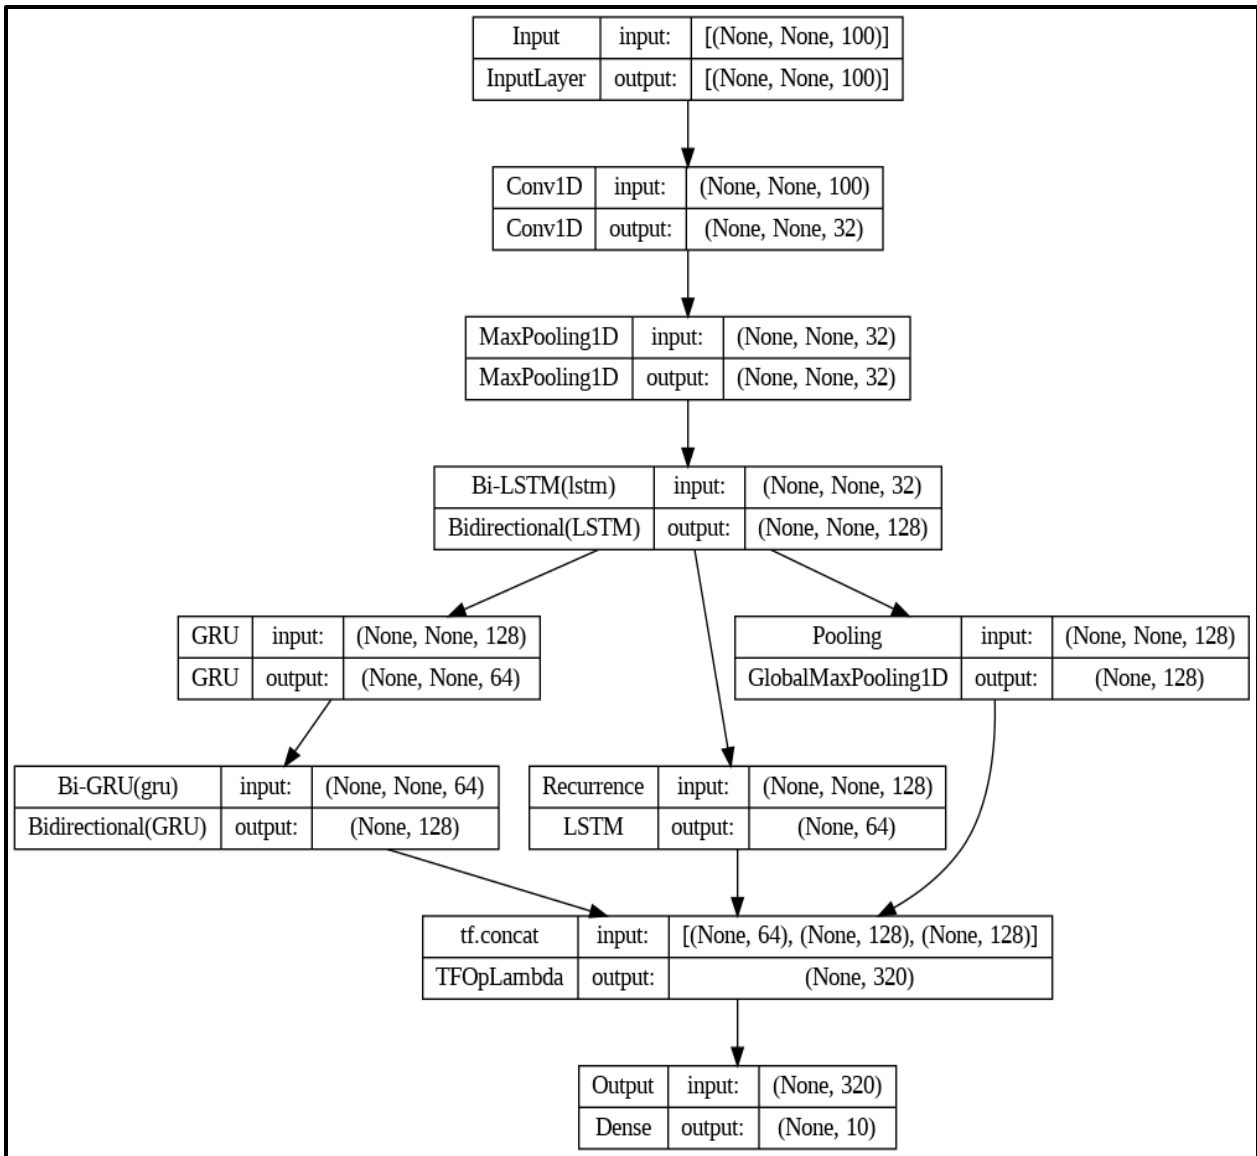 Input input: [(None, None, 100)]
InputLayer output: [(None, None, 100)]
Conv1D input: (None, None, 100)
Conv1D output: (None, None, 32)
MaxPooling1D input: (None, None, 32)
MaxPooling1D output: (None, None, 32)
Bi-LSTM(lstm) input: (None, None, 32)
Bidirectional(LSTM) output: (None, None, 128)
GRU input: (None, None, 128)
GRU output: (None, None, 64)
Pooling input: (None, None, 128)
GlobalMaxPooling1D output: (None, 128)
Bi-GRU(gru) input: (None, None, 64)
Bidirectional(GRU) output: (None, 128)
Recurrence input: (None, None, 128)
LSTM output: (None, 64)
tf.concat input: [(None, 64), (None, 128), (None, 128)]
TFOpLambda output: (None, 320)
Output input: (None, 320)
Dense output: (None, 10)